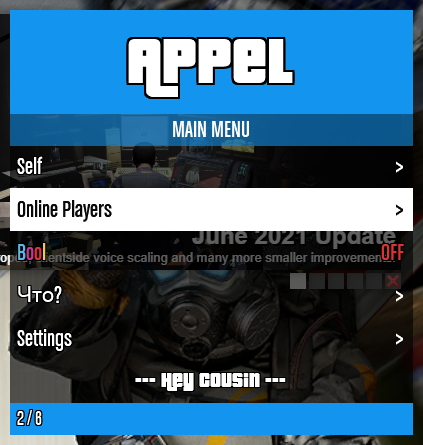 APPEL
MAIN MENU
Self >
Online Players >
June 2021 Update
Bool OFF
entside voice scaling and many more smaller improvemen...
Что? >
Settings >
--- Hey Cousin ---
2 / 6